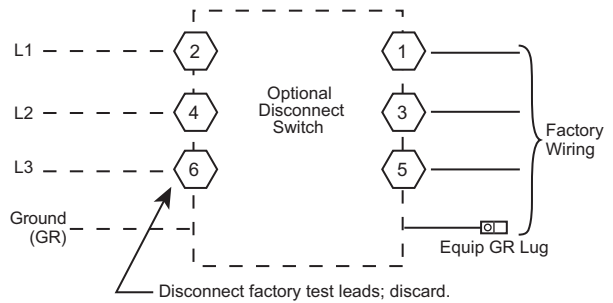 L1
2
1
L2
4
Optional
Disconnect
Switch
3
Factory
Wiring
L3
6
5
Ground
(GR)
Equip GR Lug
Disconnect factory test leads; discard.